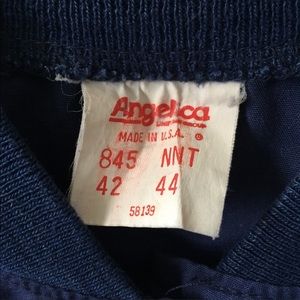 Angelica
MADE IN U.S.A. ©
845 NNT
42 44
58139